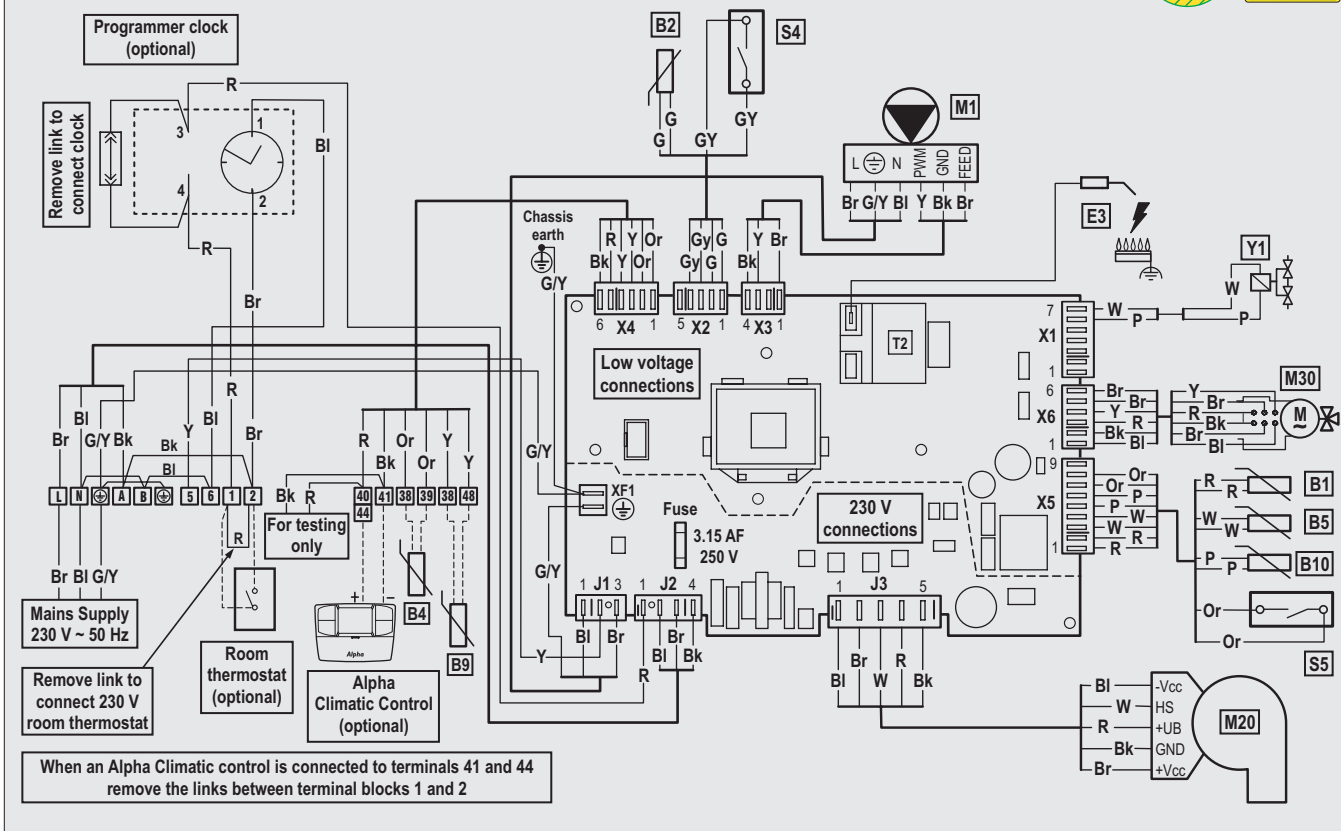 Programmer clock
(optional)
R
Remove link to
connect clock
3
4
1
2
Bl
R
Br
B2
S4
G
G
GY
GY
M1
L
N
PWM
GND
FEED
Br
G/Y
Bl
Y
Bk
Br
E3
Y1
W
P
Chassis
earth
G/Y
Bk
R
Y
Y
Or
Or
6
X4
1
Gy
Gy
G
G
5
X2
1
Bk
Y
Br
4
X3
1
T2
7
X1
1
W
P
Low voltage
connections
6
X6
1
Br
Br
Y
R
Bk
Bl
Y
Br
R
Bk
Br
Bl
M30
M
~
9
X5
1
Or
Or
P
P
W
W
R
R
R
R
B1
W
W
B5
P
P
B10
Or
Or
S5
230 V
connections
Fuse
3.15 AF
250 V
XF1
G/Y
G/Y
Br
Bl
G/Y
Bk
Y
Bl
R
Br
Bk
Bl
L
N
A
B
5
6
1
2
R
Br Bl G/Y
Mains Supply
230 V ~ 50 Hz
Remove link to
connect 230 V
room thermostat
Room
thermostat
(optional)
Bk
R
For testing
only
R
Bk
Or
Or
Y
Y
40
44
41
38
39
38
48
+
–
Alpha
B4
B9
Alpha
Climatic Control
(optional)
1
J1
3
1
J2
4
Bl
Br
Y
R
Bl
Br
Bk
1
J3
5
Bl
Br
W
R
Bk
Bl
-Vcc
W
HS
R
+UB
Bk
GND
Br
+Vcc
M20
When an Alpha Climatic control is connected to terminals 41 and 44
remove the links between terminal blocks 1 and 2